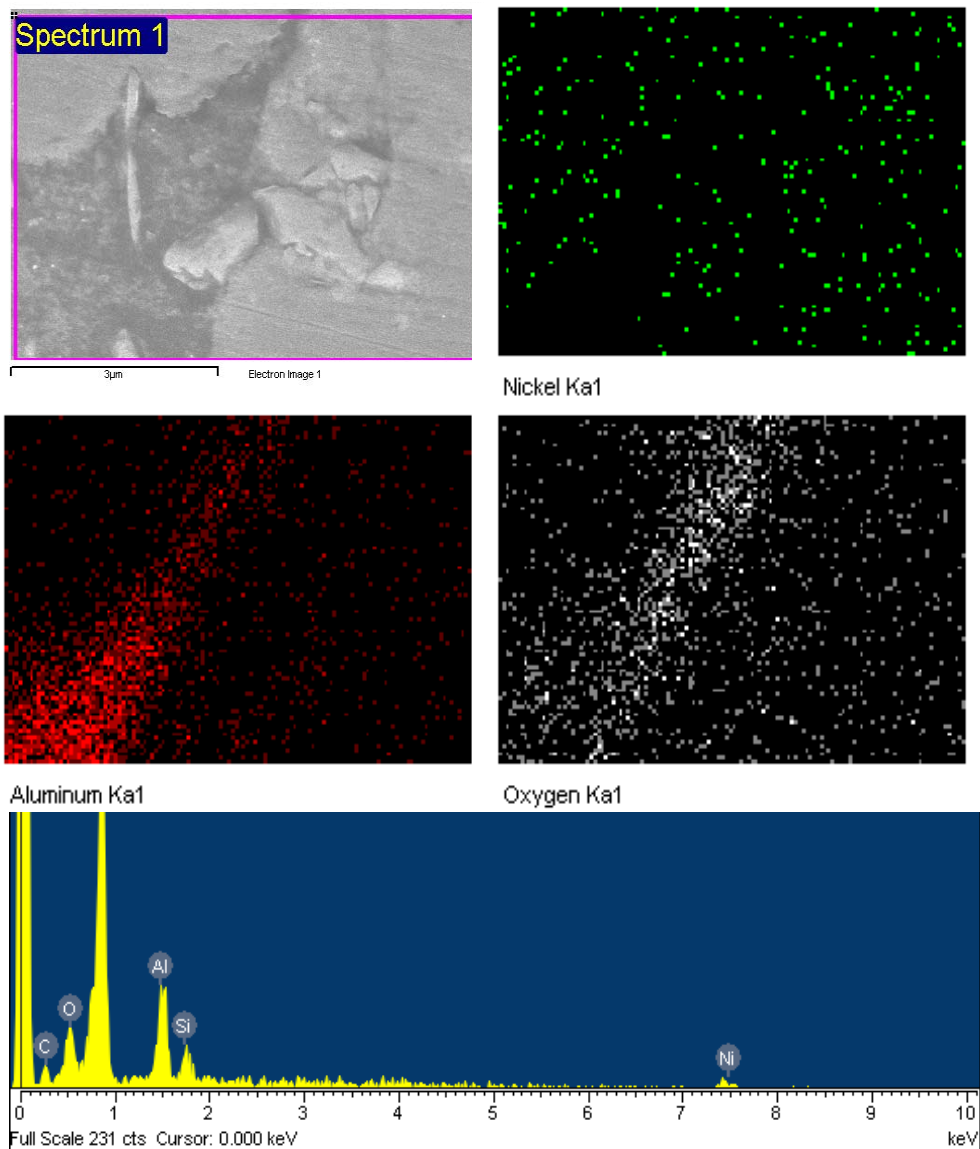 Spectrum 1
3µm Electron Image 1
Nickel Ka1
Aluminum Ka1 Oxygen Ka1
C O Al Si Ni
0 1 2 3 4 5 6 7 8 9 10
Full Scale 231 cts Cursor: 0.000 keV keV